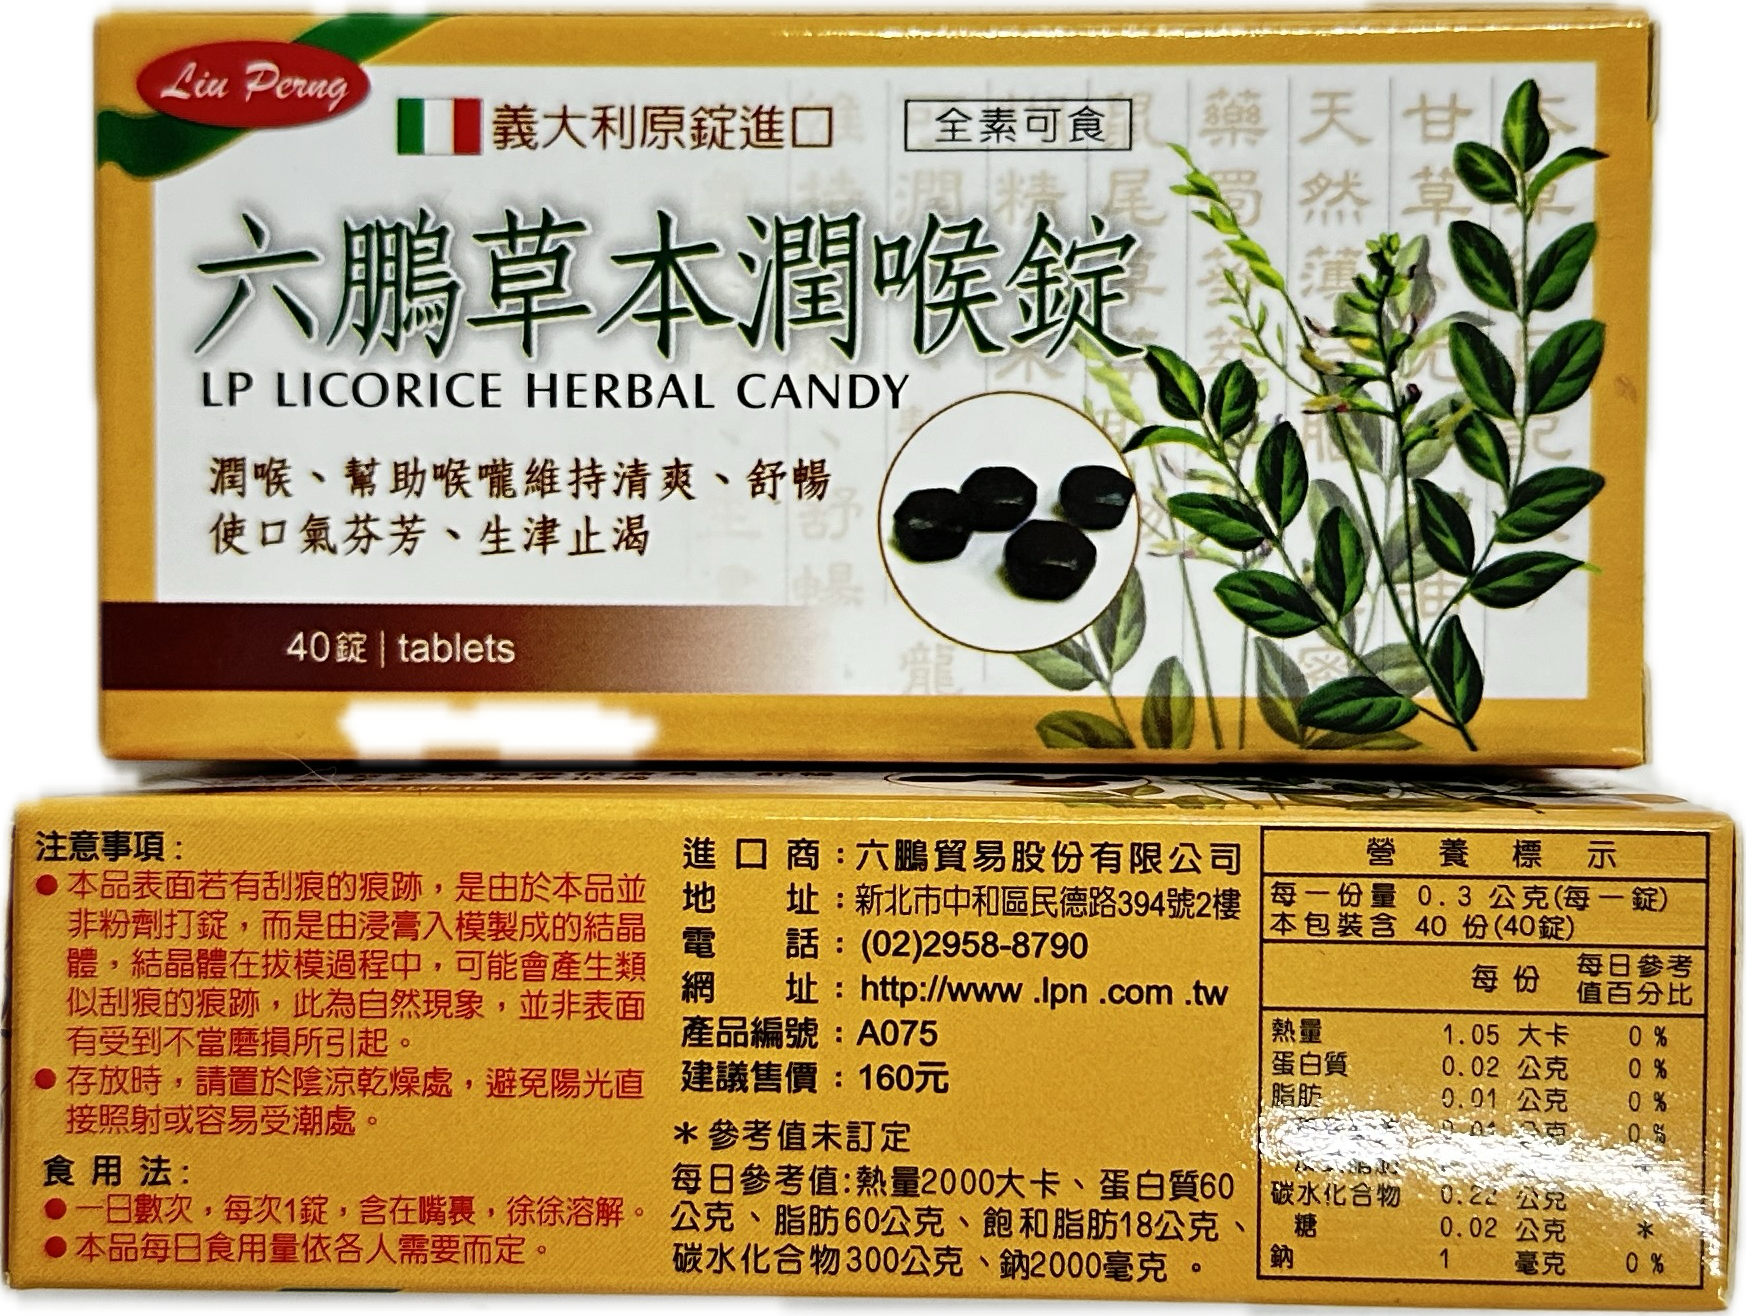 Liu Perng
義大利原錠進口
全素可食
六鵬草本潤喉錠
LP LICORICE HERBAL CANDY
潤喉、幫助喉嚨維持清爽、舒暢
使口氣芬芳、生津止渴
40錠|tablets
注意事項:
● 本品表面若有刮痕的痕跡，是由於本品並
非粉劑打錠，而是由浸膏入模製成的結晶
體，結晶體在拔模過程中，可能會產生類
似刮痕的痕跡，此為自然現象，並非表面
有受到不當磨損所引起。
● 存放時，請置於陰涼乾燥處，避免陽光直
接照射或容易受潮處。
食用法:
● 一日數次，每次1錠，含在嘴裏，徐徐溶解。
● 本品每日食用量依各人需要而定。
進口商:六鵬貿易股份有限公司
地址:新北市中和區民德路394號2樓
電話:(02)2958-8790
網址:http://www .lpn .com .tw
產品編號:A075
建議售價:160元
＊參考值未訂定
每日參考值:熱量2000大卡、蛋白質60
公克、脂肪60公克、飽和脂肪18公克、
碳水化合物300公克、鈉2000毫克。
營養標示
每一份量 0.3 公克(每一錠)
本包裝含 40 份(40錠)
每份 每日參考值百分比
熱量 1.05 大卡 0%
蛋白質 0.02 公克 0%
脂肪 0.01 公克 0%
0.01 公克 0%
碳水化合物 0.22 公克
糖 0.02 公克 *
鈉 1 毫克 0%